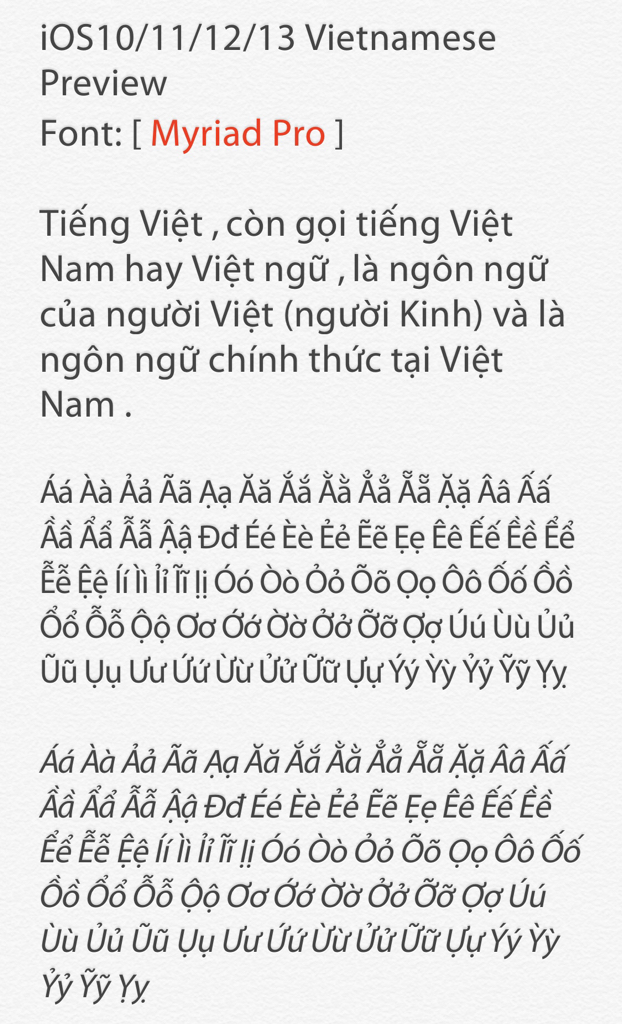 iOS10/11/12/13 Vietnamese
Preview
Font: [ Myriad Pro ]
Tiếng Việt , còn gọi tiếng Việt
Nam hay Việt ngữ , là ngôn ngữ
của người Việt (người Kinh) và là
ngôn ngữ chính thức tại Việt
Nam .
Áá Àà Ảả Ãã Ạạ Ăă Ắắ Ằằ Ẳẳ Ẵẵ Ặặ Ââ Ấấ
Ầầ Ẩẩ Ẫẫ Ậậ Đđ Éé Èè Ẻẻ Ẽẽ Ẹẹ Êê Ếế Ềề Ểể
Ễễ Ệệ Íí Ìì Ỉỉ Ĩĩ Ịị Óó Òò Ỏỏ Õõ Ọọ Ôô Ốố Ồồ
Ổổ Ỗỗ Ộộ Ơơ Ớớ Ờờ Ởở Ỡỡ Ợợ Úú Ùù Ủủ
Ũũ Ụụ Ưư Ứứ Ừừ Ửử Ữữ Ựự Ýý Ỳỳ Ỷỷ Ỹỹ Ỵỵ
Áá Àà Ảả Ãã Ạạ Ăă Ắắ Ằằ Ẳẳ Ẵẵ Ặặ Ââ Ấấ
Ầầ Ẩẩ Ẫẫ Ậậ Đđ Éé Èè Ẻẻ Ẽẽ Ẹẹ Êê Ếế Ềề
Ểể Ễễ Ệệ Íí Ìì Ỉỉ Ĩĩ Ịị Óó Òò Ỏỏ Õõ Ọọ Ôô Ốố
Ồồ Ổổ Ỗỗ Ộộ Ơơ Ớớ Ờờ Ởở Ỡỡ Ợợ Úú
Ùù Ủủ Ũũ Ụụ Ưư Ứứ Ừừ Ửử Ữữ Ựự Ýý Ỳỳ
Ỷỷ Ỹỹ Ỵỵ